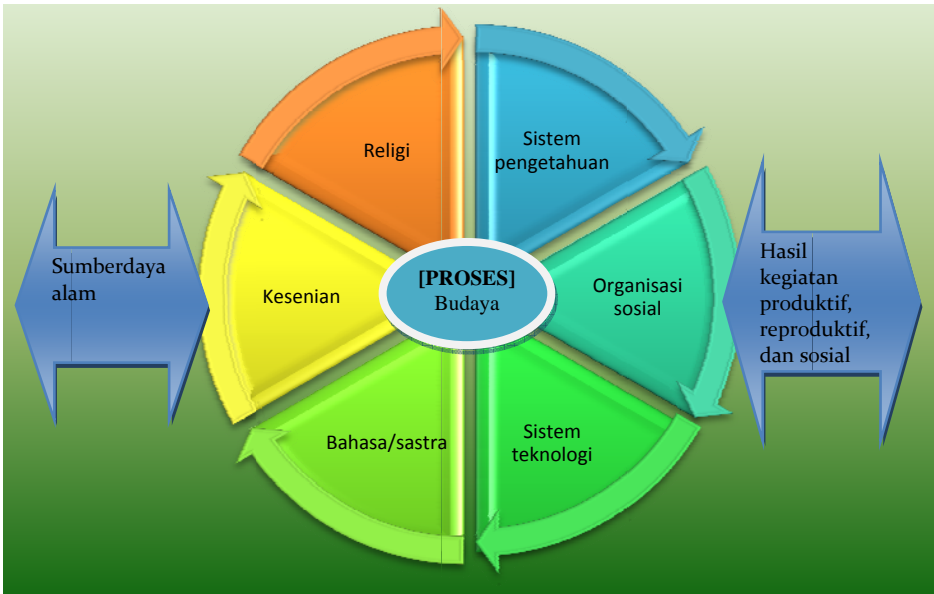 Religi
Sistem
pengetahuan
Sumberdaya
alam
Kesenian
[PROSES]
Budaya
Organisasi
sosial
Hasil
kegiatan
produktif,
reproduktif,
dan sosial
Bahasa/sastra
Sistem
teknologi